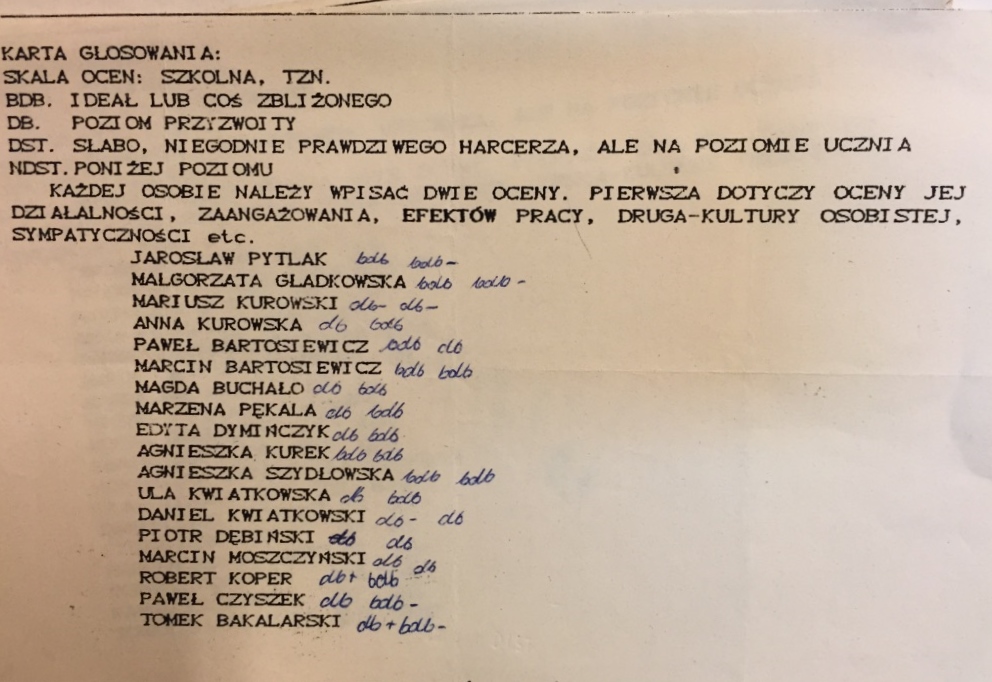 KARTA GŁOSOWANIA:
SKALA OCEN: SZKOLNA, TZN.
BDB. IDEAŁ LUB COŚ ZBLIŻONEGO
DB. POZIOM PRZYZWOITY
DST. SŁABO, NIEGODNIE PRAWDZIWEGO HARCERZA, ALE NA POZIOMIE UCZNIA
NDST. PONIŻEJ POZIOMU
KAŻDEJ OSOBIE NALEŻY WPISAĆ DWIE OCENY. PIERWSZA DOTYCZY OCENY JEJ
DZIAŁALNOŚCI, ZAANGAŻOWANIA, EFEKTÓW PRACY, DRUGA-KULTURY OSOBISTEJ,
SYMPATYCZNOŚCI etc.
JAROSŁAW PYTLAK bdb bdb-
MAŁGORZATA GŁADKOWSKA bdb bdb-
MARIUSZ KUROWSKI db- db-
ANNA KUROWSKA db bdb
PAWEŁ BARTOSIEWICZ bdb db
MARCIN BARTOSIEWICZ bdb bdb
MAGDA BUCHAŁO db bdb
MARZENA PĘKALA db bdb
EDYTA DYMIŃCZYK db bdb
AGNIESZKA KUREK bdb bdb
AGNIESZKA SZYDŁOWSKA bdb bdb
ULA KWIATKOWSKA db bdb
DANIEL KWIATKOWSKI db- db
PIOTR DĘBIŃSKI db
MARCIN MOSZCZYŃSKI db db
ROBERT KOPER db+ bdb
PAWEŁ CZYSZEK db bdb-
TOMEK BAKALARSKI db+ bdb-